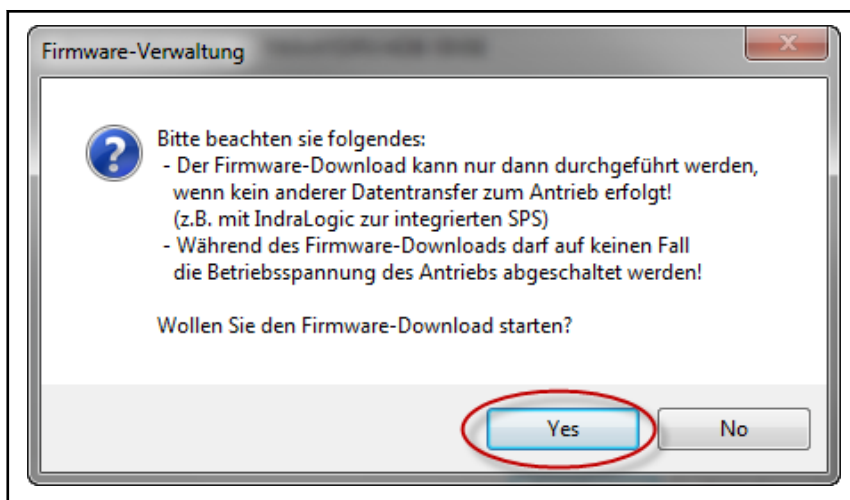 Firmware-Verwaltung
Bitte beachten sie folgendes:
- Der Firmware-Download kann nur dann durchgeführt werden,
wenn kein anderer Datentransfer zum Antrieb erfolgt!
(z.B. mit IndraLogic zur integrierten SPS)
- Während des Firmware-Downloads darf auf keinen Fall
die Betriebsspannung des Antriebs abgeschaltet werden!
Wollen Sie den Firmware-Download starten?
Yes
No